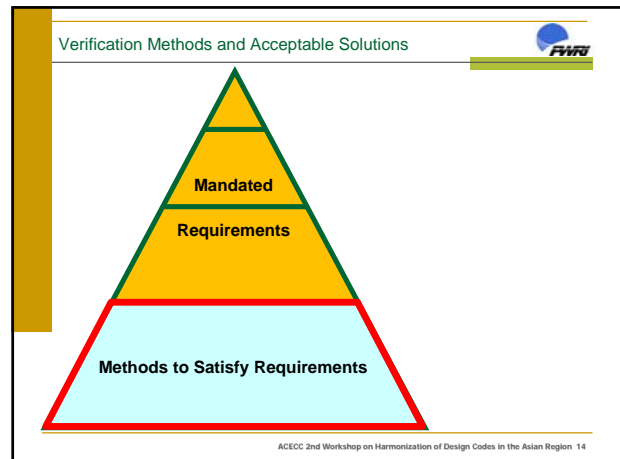 Verification Methods and Acceptable Solutions
PWRI
Mandated
Requirements
Methods to Satisfy Requirements
ACECC 2nd Workshop on Harmonization of Design Codes in the Asian Region 14